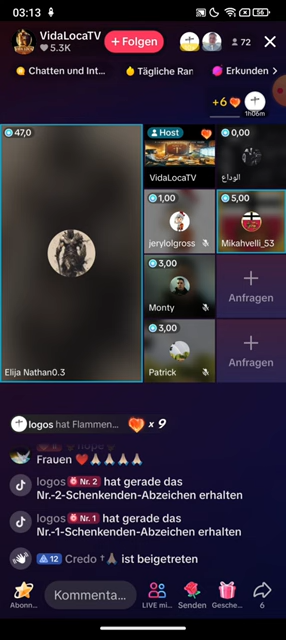 03:13
56
VidaLocaTV
5.3K
+ Folgen
72
Chatten und Int...
Tägliche Ran
Erkunden >
+6
1h06m
47,0
Host
VidaLocaTV
0,00
الوداع
1,00
jerylolgross
5,00
Mikahvelli_53
3,00
Monty
+
Anfragen
3,00
Patrick
+
Anfragen
Elija Nathan0.3
logos hat Flammen... x 9
Frauen ❤️🙏🏼🙏🏼🙏🏼🙏🏼
logos Nr. 2 hat gerade das
Nr.-2-Schenkenden-Abzeichen erhalten
logos Nr. 1 hat gerade das
Nr.-1-Schenkenden-Abzeichen erhalten
12 Credo † ist beigetreten
Abonn...
Kommenta...
LIVE mi...
Senden
Gesche...
6